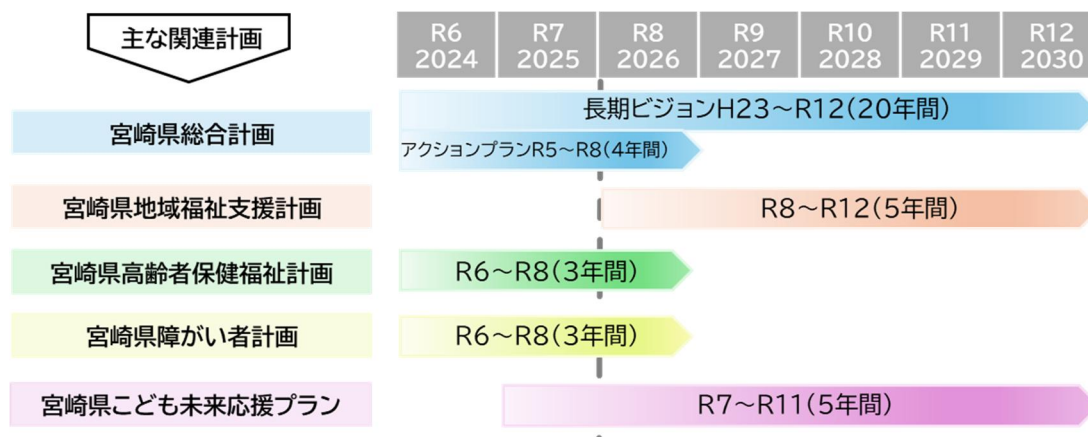 主な関連計画
R6 R7 R8 R9 R10 R11 R12
2024 2025 2026 2027 2028 2029 2030
宮崎県総合計画
長期ビジョンH23～R12(20年間)
アクションプランR5～R8(4年間)
宮崎県地域福祉支援計画
R8～R12(5年間)
宮崎県高齢者保健福祉計画
R6～R8(3年間)
宮崎県障がい者計画
R6～R8(3年間)
宮崎県こども未来応援プラン
R7～R11(5年間)